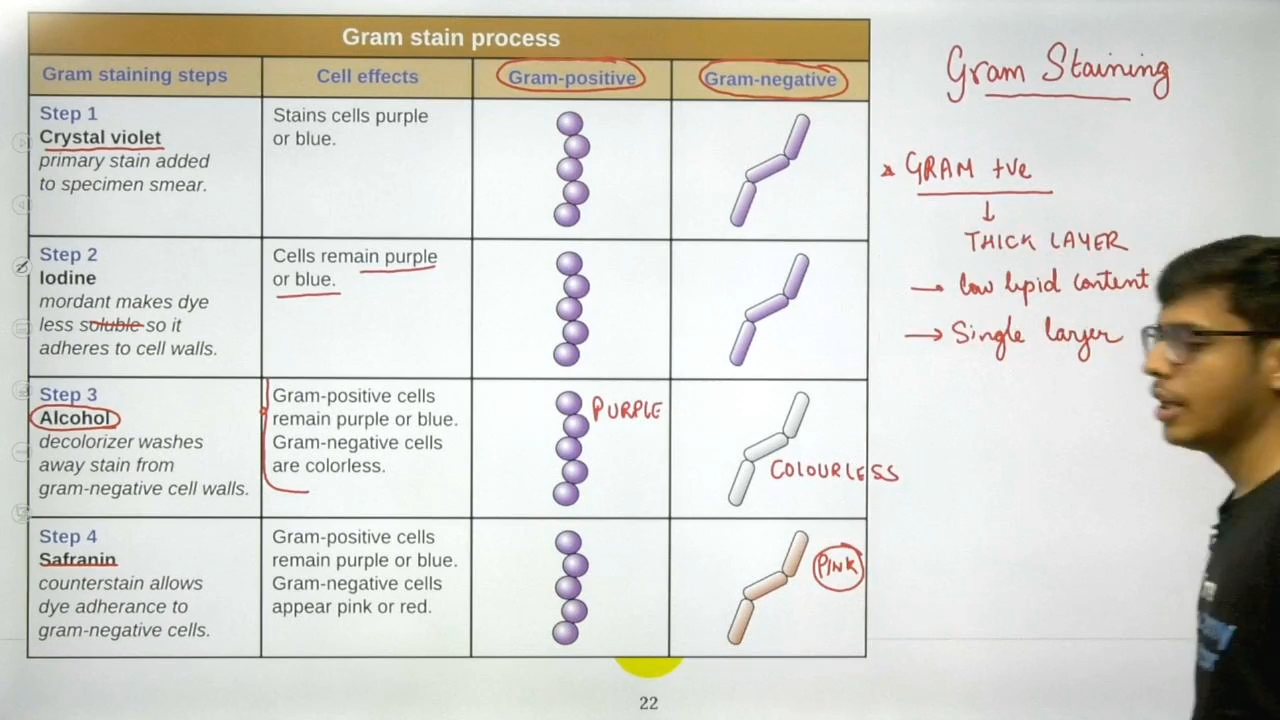 Gram stain process
Gram staining steps
Cell effects
Gram-positive
Gram-negative
Step 1
Crystal violet
primary stain added
to specimen smear.
Stains cells purple
or blue.
Step 2
Iodine
mordant makes dye
less soluble so it
adheres to cell walls.
Cells remain purple
or blue.
Step 3
Alcohol
decolorizer washes
away stain from
gram-negative cell walls.
Gram-positive cells
remain purple or blue.
Gram-negative cells
are colorless.
PURPLE
COLOURLESS
Step 4
Safranin
counterstain allows
dye adherance to
gram-negative cells.
Gram-positive cells
remain purple or blue.
Gram-negative cells
appear pink or red.
PINK
22
Gram Staining
GRAM +ve
THICK LAYER
Low lipid content
Single layer